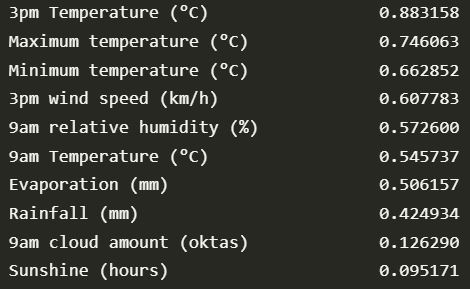 3pm Temperature (°C) 0.883158
Maximum temperature (°C) 0.746063
Minimum temperature (°C) 0.662852
3pm wind speed (km/h) 0.607783
9am relative humidity (%) 0.572600
9am Temperature (°C) 0.545737
Evaporation (mm) 0.506157
Rainfall (mm) 0.424934
9am cloud amount (oktas) 0.126290
Sunshine (hours) 0.095171